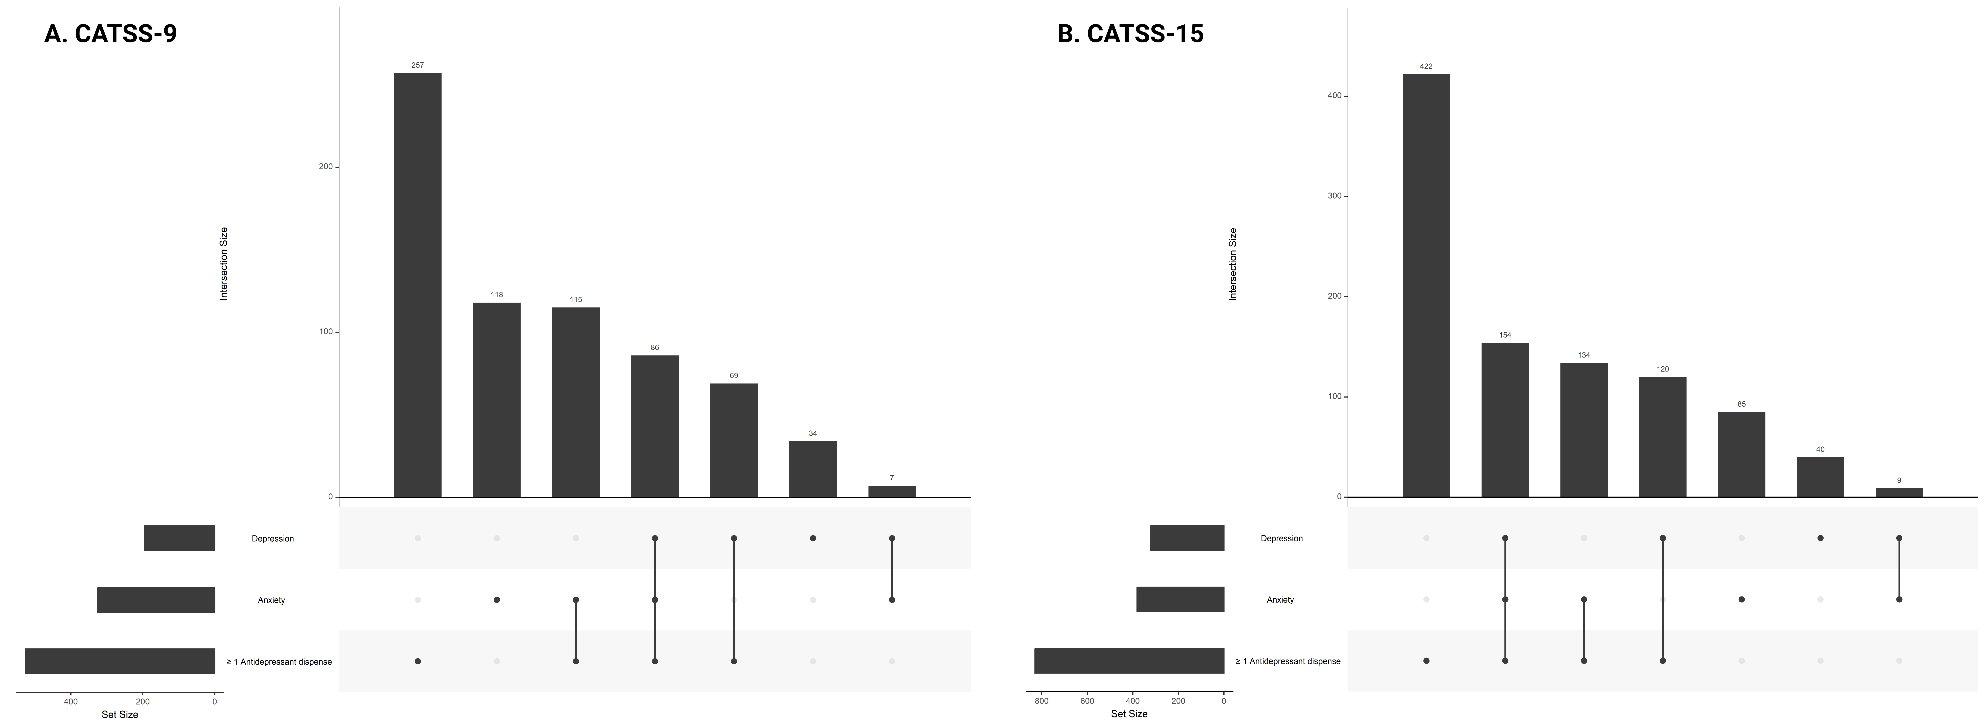 A. CATSS-9
257
200
118
115
100
86
69
34
7
0
Intersection Size
Depression
Anxiety
≥ 1 Antidepressant dispense
400
200
0
Set Size
B. CATSS-15
422
400
300
200
154
134
120
100
85
40
9
0
Intersection Size
Depression
Anxiety
≥ 1 Antidepressant dispense
800
600
400
200
0
Set Size